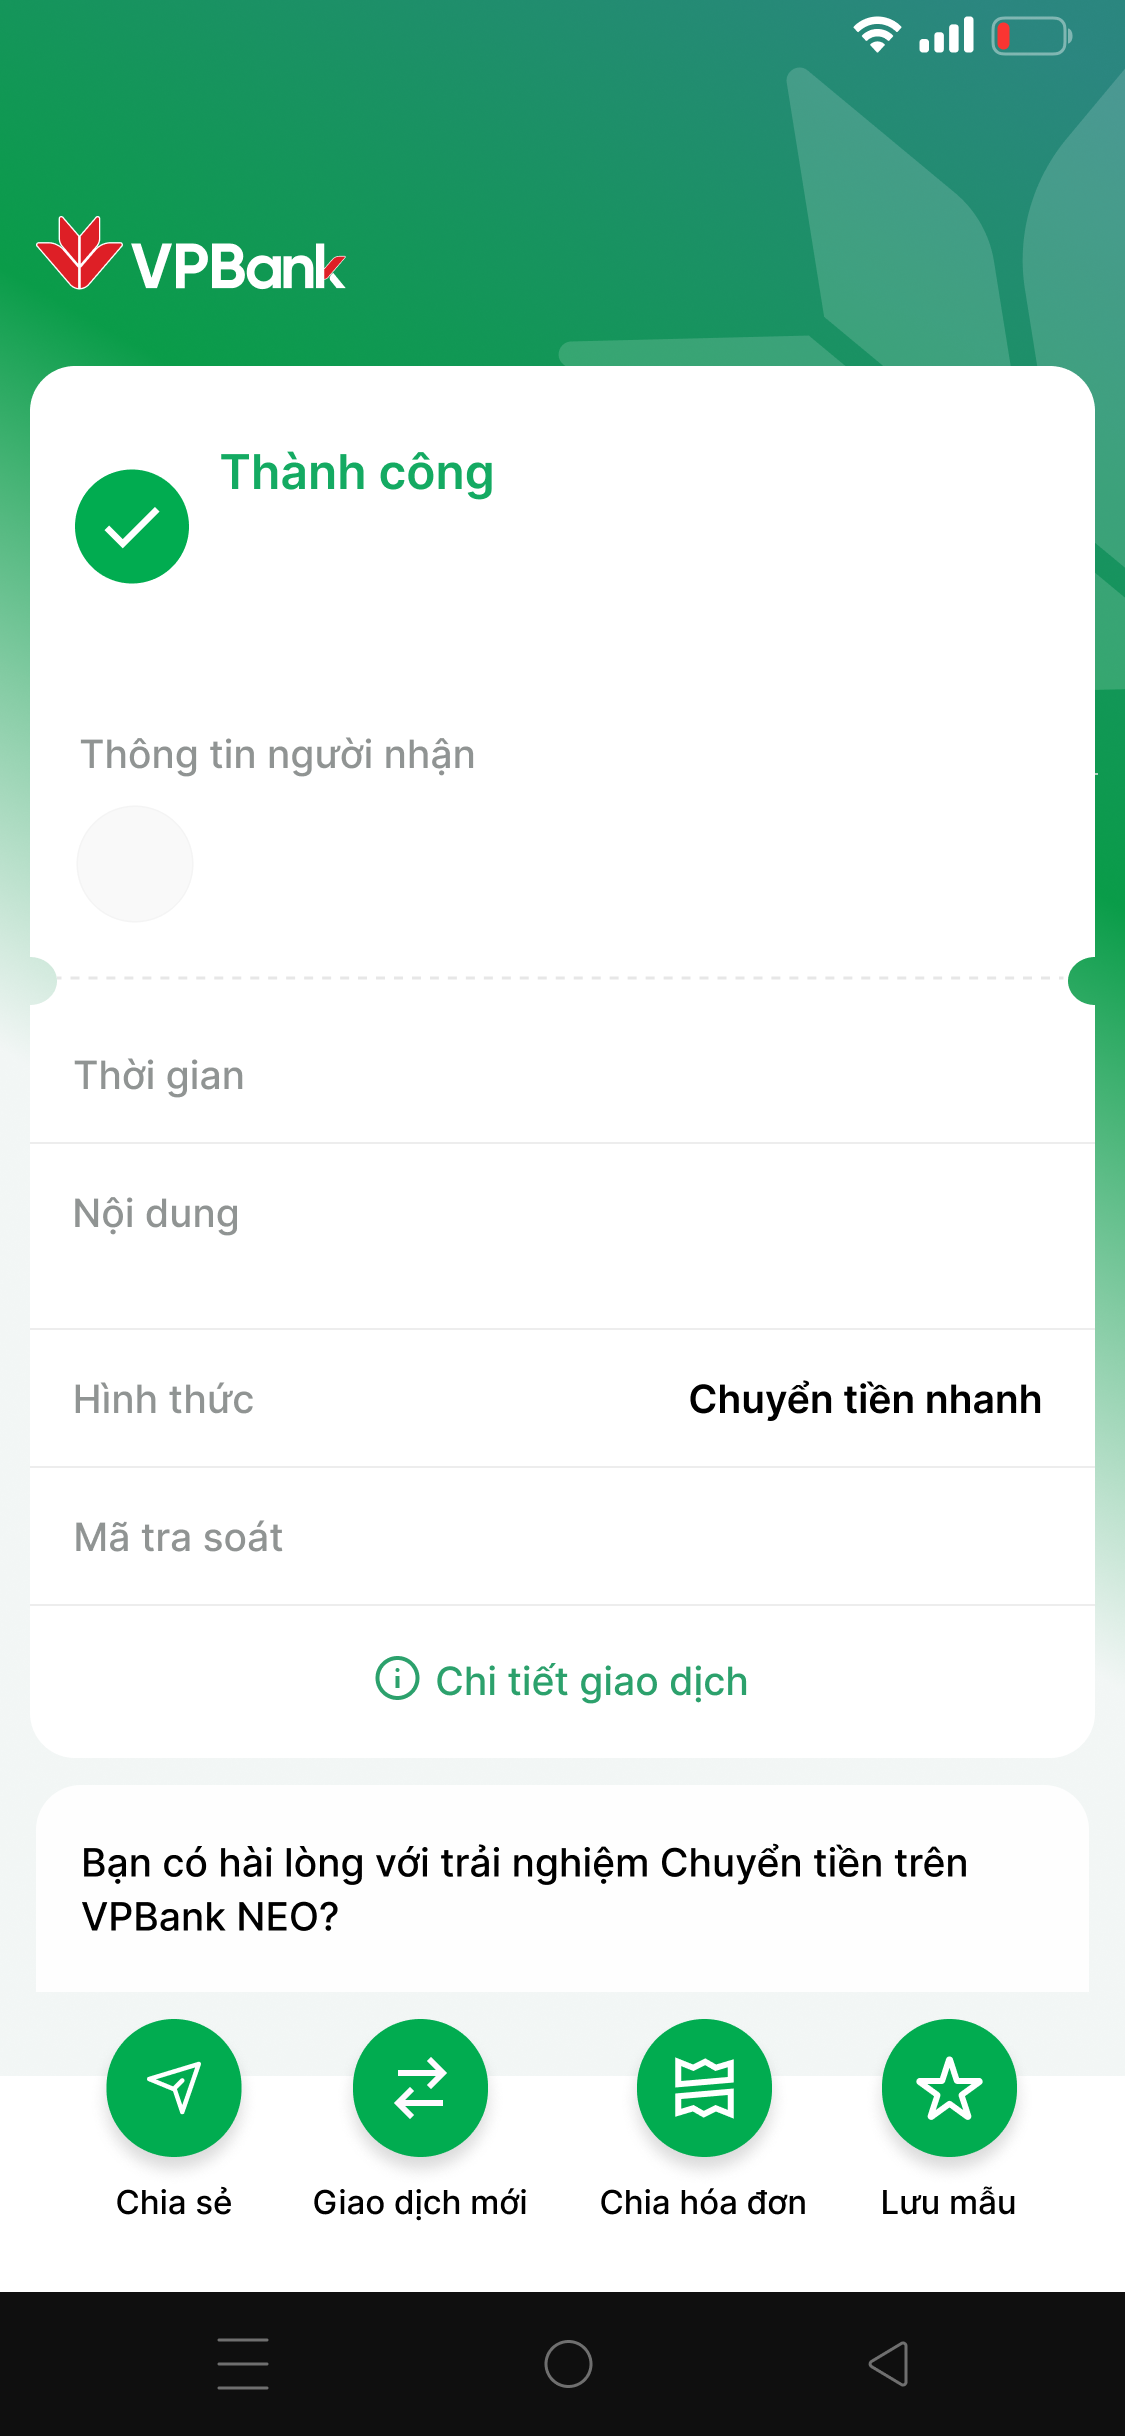 VPBank
Thành công
Thông tin người nhận
Thời gian
Nội dung
Hình thức
Chuyển tiền nhanh
Mã tra soát
Chi tiết giao dịch
Bạn có hài lòng với trải nghiệm Chuyển tiền trên
VPBank NEO?
Chia sẻ
Giao dịch mới
Chia hóa đơn
Lưu mẫu